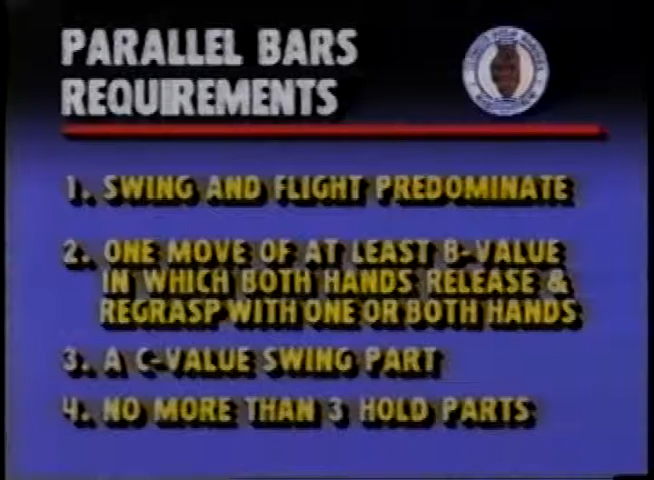 PARALLEL BARS
REQUIREMENTS
1. SWING AND FLIGHT PREDOMINATE
2. ONE MOVE OF AT LEAST B-VALUE
IN WHICH BOTH HANDS RELEASE &
REGRASP WITH ONE OR BOTH HANDS
3. A C-VALUE SWING PART
4. NO MORE THAN 3 HOLD PARTS